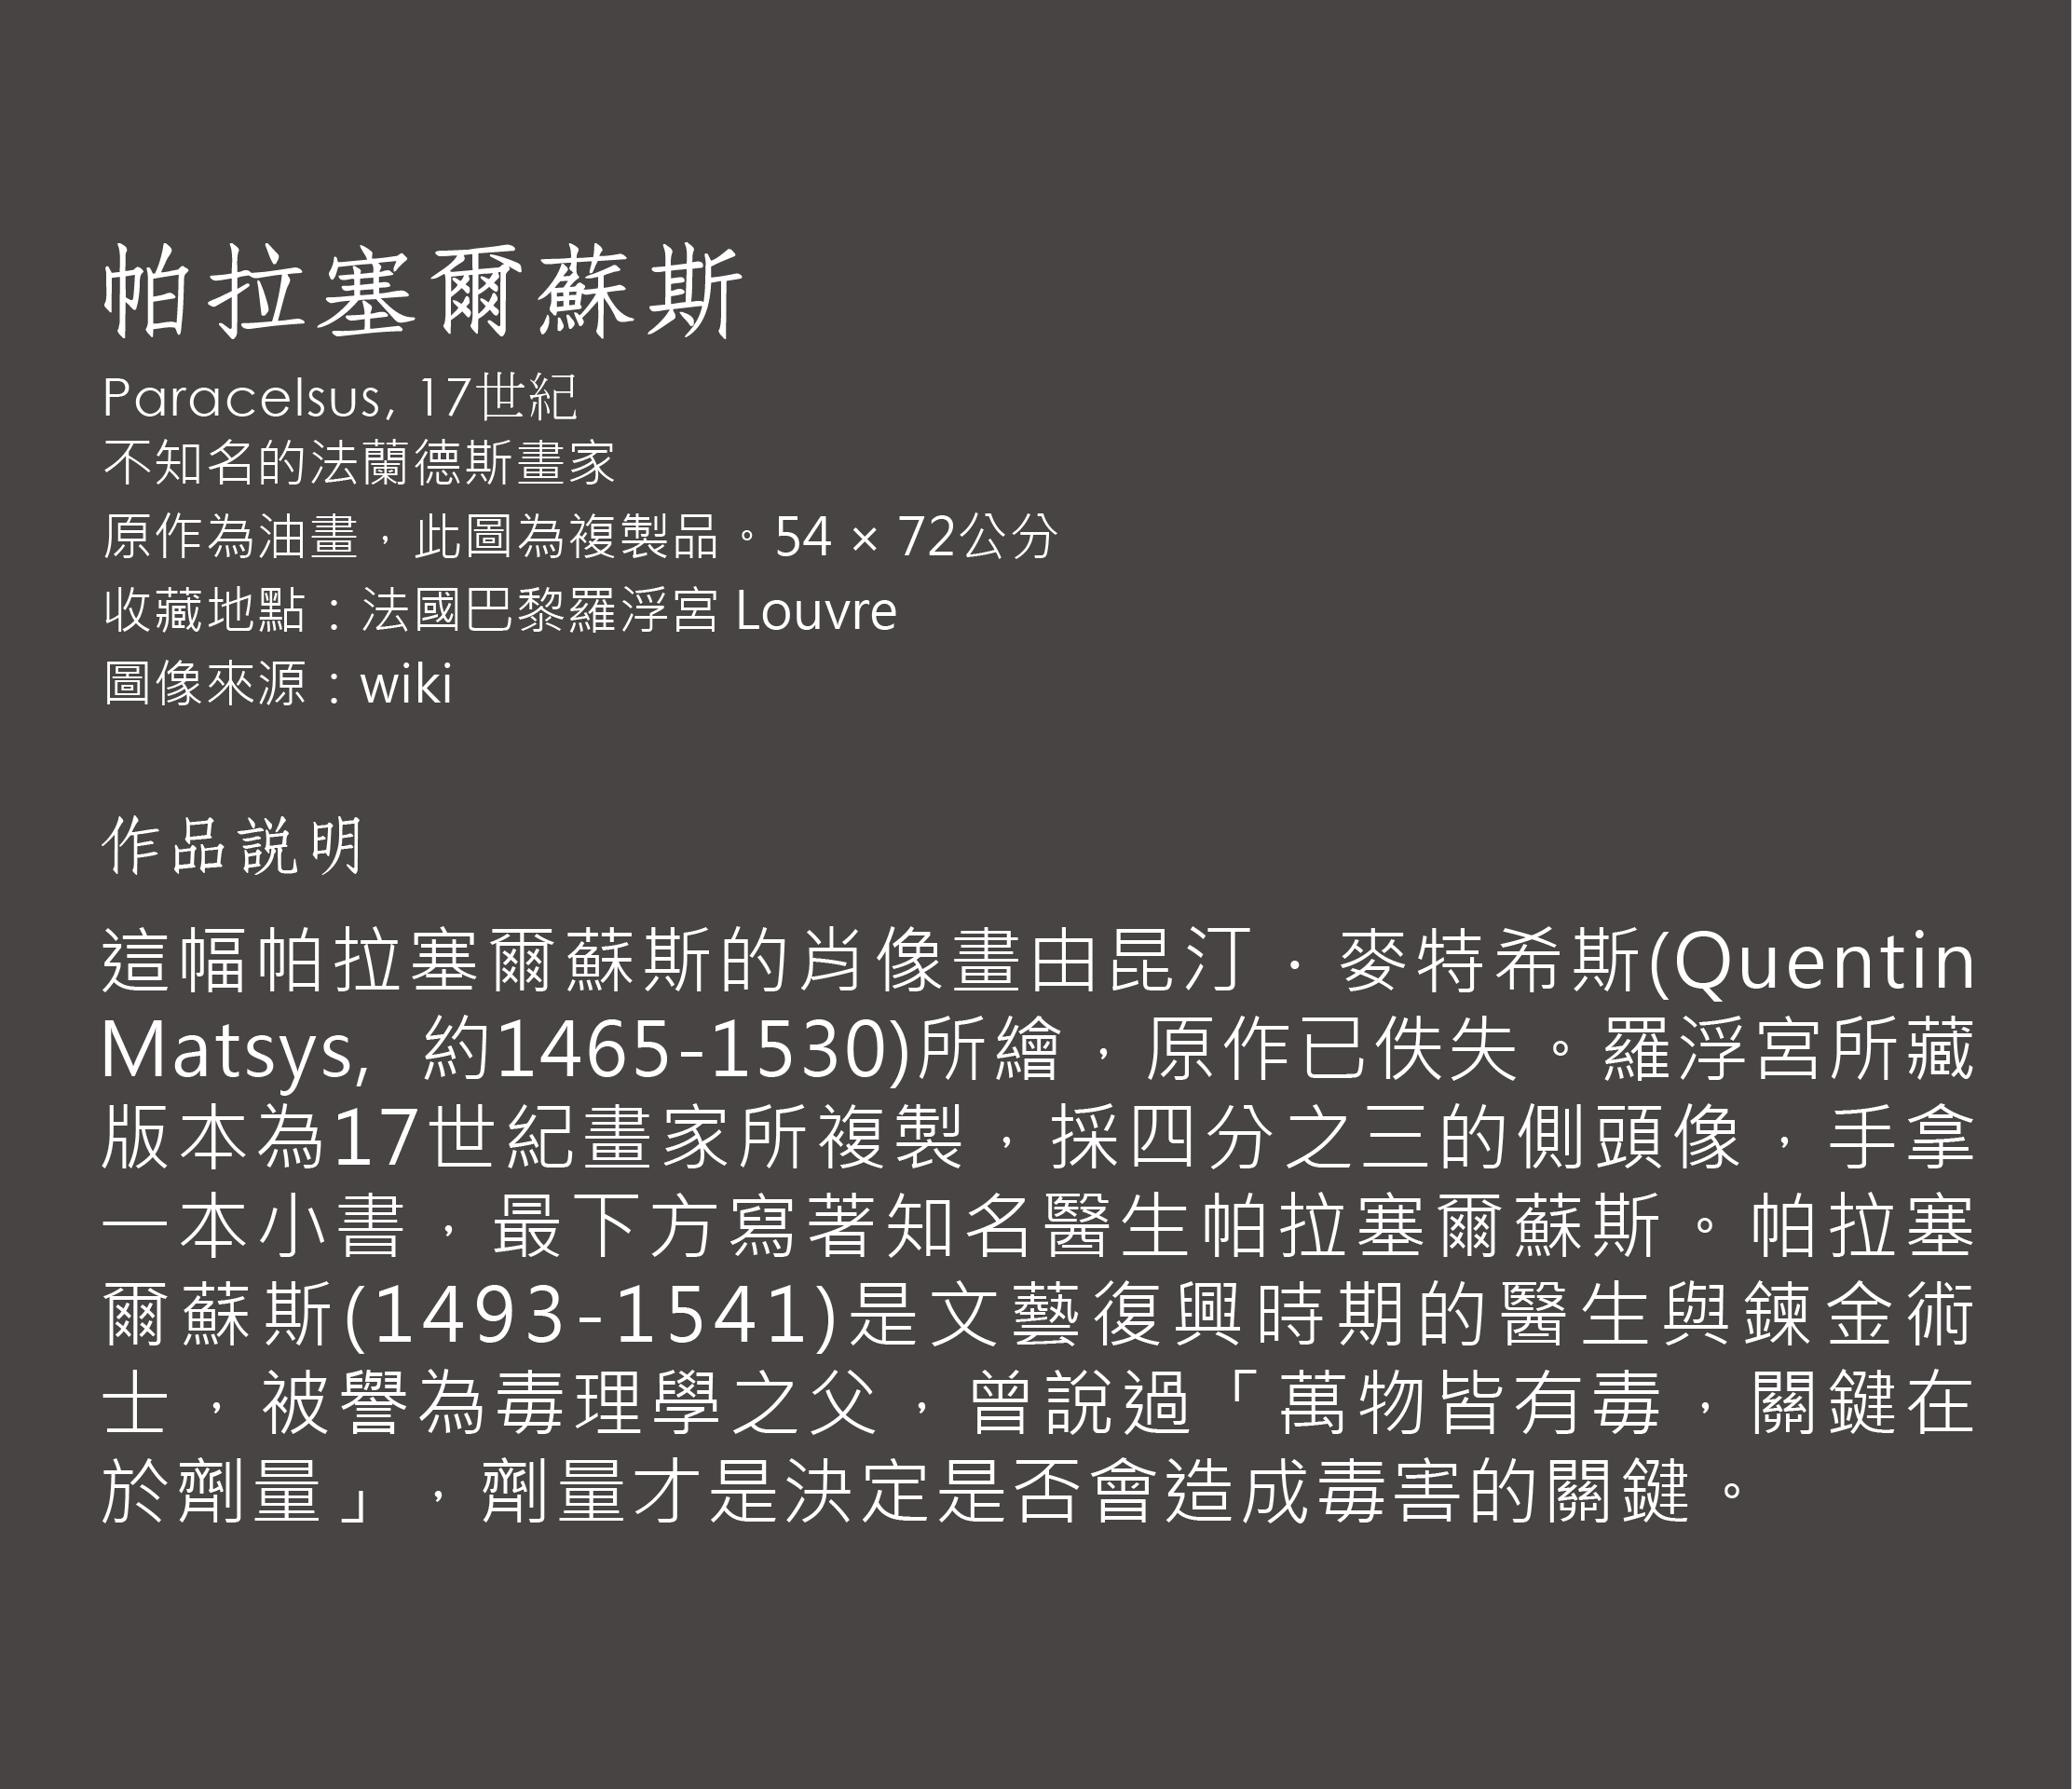 帕拉塞爾蘇斯
Paracelsus, 17世紀
不知名的法蘭德斯畫家
原作為油畫，此圖為複製品。54 × 72公分
收藏地點：法國巴黎羅浮宮 Louvre
圖像來源：wiki
作品説明
這幅帕拉塞爾蘇斯的肖像畫由昆汀．麥特希斯(Quentin
Matsys, 約1465-1530)所繪，原作已佚失。羅浮宮所藏
版本為17世紀畫家所複製，採四分之三的側頭像，手拿
一本小書，最下方寫著知名醫生帕拉塞爾蘇斯。帕拉塞
爾蘇斯(1493-1541)是文藝復興時期的醫生與鍊金術
士，被譽為毒理學之父，曾說過「萬物皆有毒，關鍵在
於劑量」，劑量才是決定是否會造成毒害的關鍵。